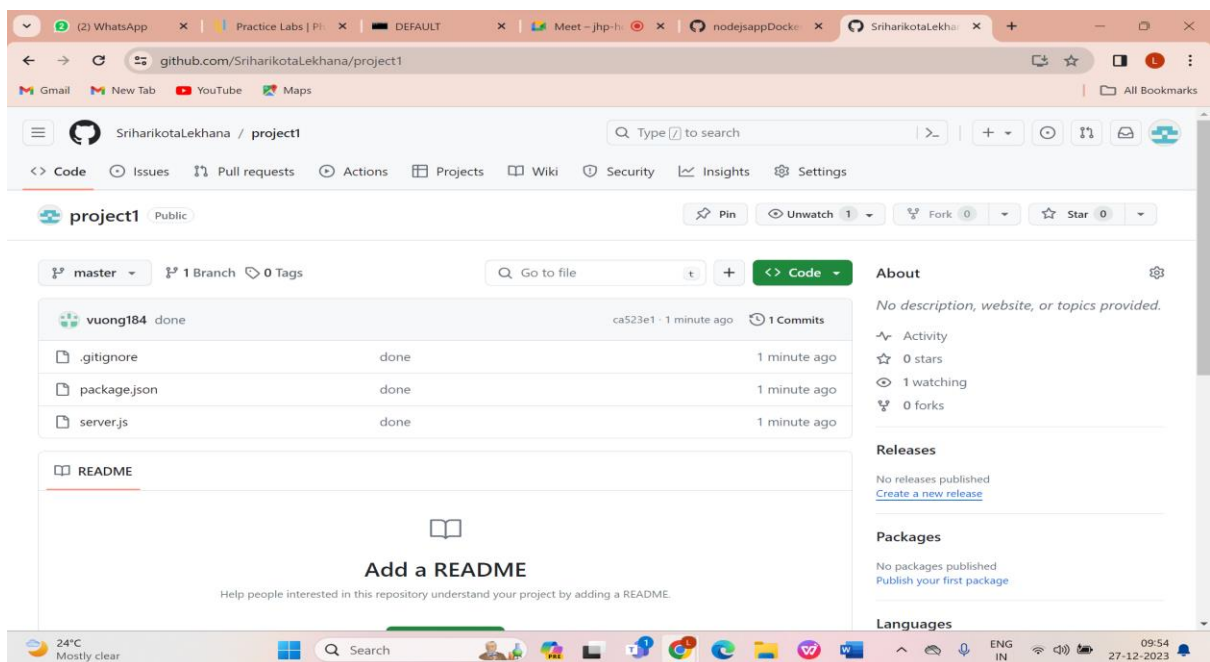 (2) WhatsApp Practice Labs | Pl DEFAULT Meet – jhp-h nodejsappDocke SriharikotaLekha
github.com/SriharikotaLekhana/project1
Gmail New Tab YouTube Maps All Bookmarks
SriharikotaLekhana / project1 Type / to search
Code Issues Pull requests Actions Projects Wiki Security Insights Settings
project1 Public Pin Unwatch 1 Fork 0 Star 0
master 1 Branch 0 Tags Go to file t Code
vuong184 done ca523e1 · 1 minute ago 1 Commits
.gitignore done 1 minute ago
package.json done 1 minute ago
server.js done 1 minute ago
README
Add a README
Help people interested in this repository understand your project by adding a README.
About
No description, website, or topics provided.
Activity
0 stars
1 watching
0 forks
Releases
No releases published
Create a new release
Packages
No packages published
Publish your first package
Languages
24°C
Mostly clear
Search
ENG
IN
09:54
27-12-2023